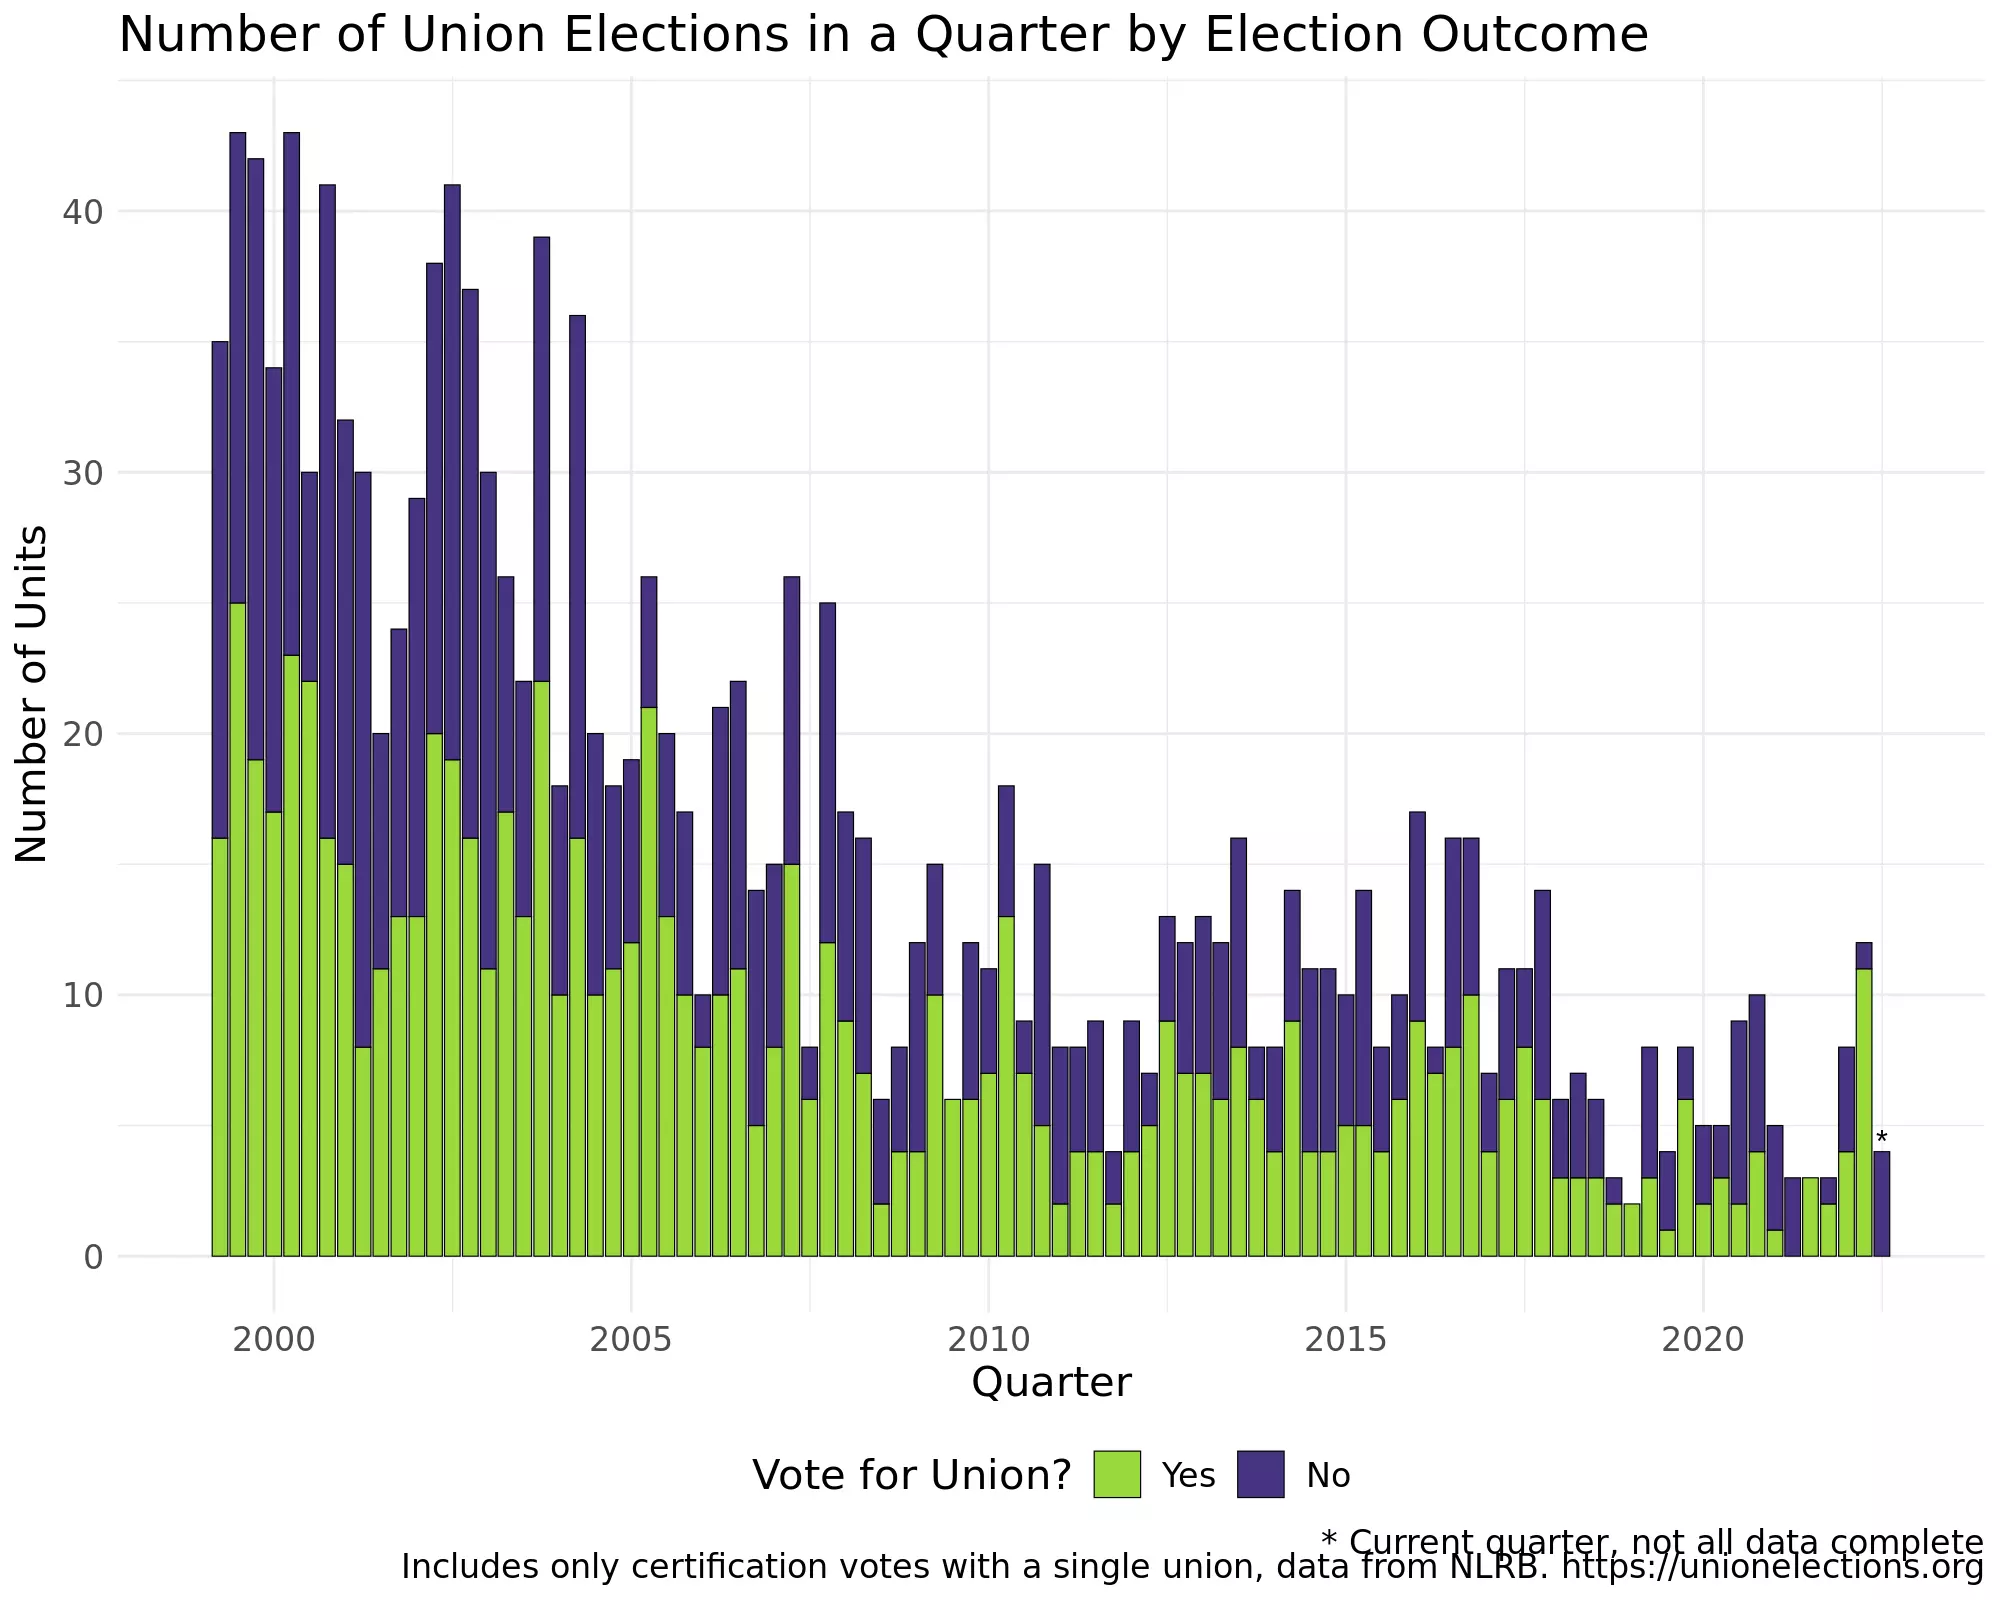 Number of Union Elections in a Quarter by Election Outcome
Number of Units
40
30
20
10
0
*
2000 2005 2010 2015 2020
Quarter
Vote for Union? Yes No
* Current quarter, not all data complete
Includes only certification votes with a single union, data from NLRB. https://unionelections.org